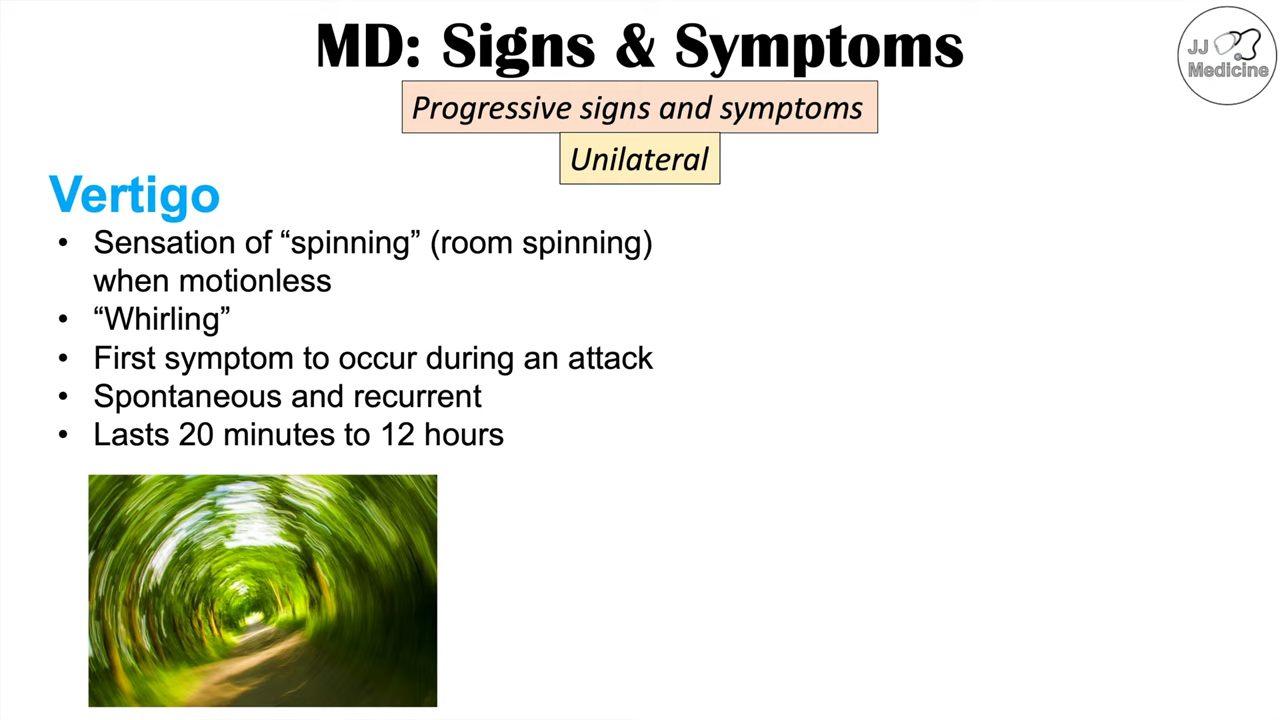 MD: Signs & Symptoms
JJ
Medicine
Progressive signs and symptoms
Unilateral
Vertigo
• Sensation of “spinning” (room spinning)
when motionless
• “Whirling”
• First symptom to occur during an attack
• Spontaneous and recurrent
• Lasts 20 minutes to 12 hours